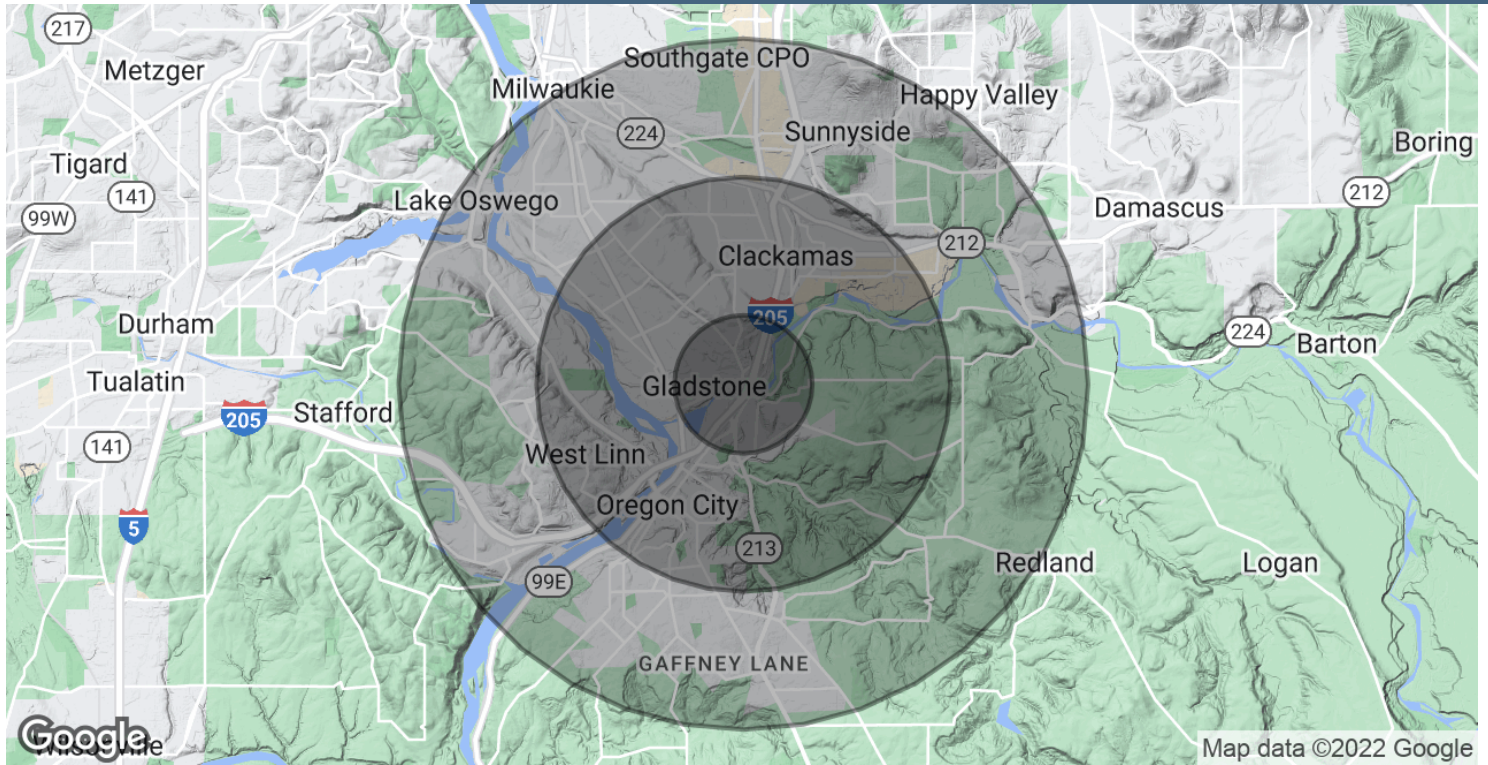 217
Metzger
Southgate CPO
Milwaukie
Happy Valley
224
Sunnyside
Boring
Tigard
141
212
99W
Lake Oswego
Damascus
212
Clackamas
205
Durham
224
Barton
Tualatin
Gladstone
Stafford
205
141
West Linn
Oregon City
5
213
Redland
Logan
99E
GAFFNEY LANE
Google
Wilsonville
Map data ©2022 Google